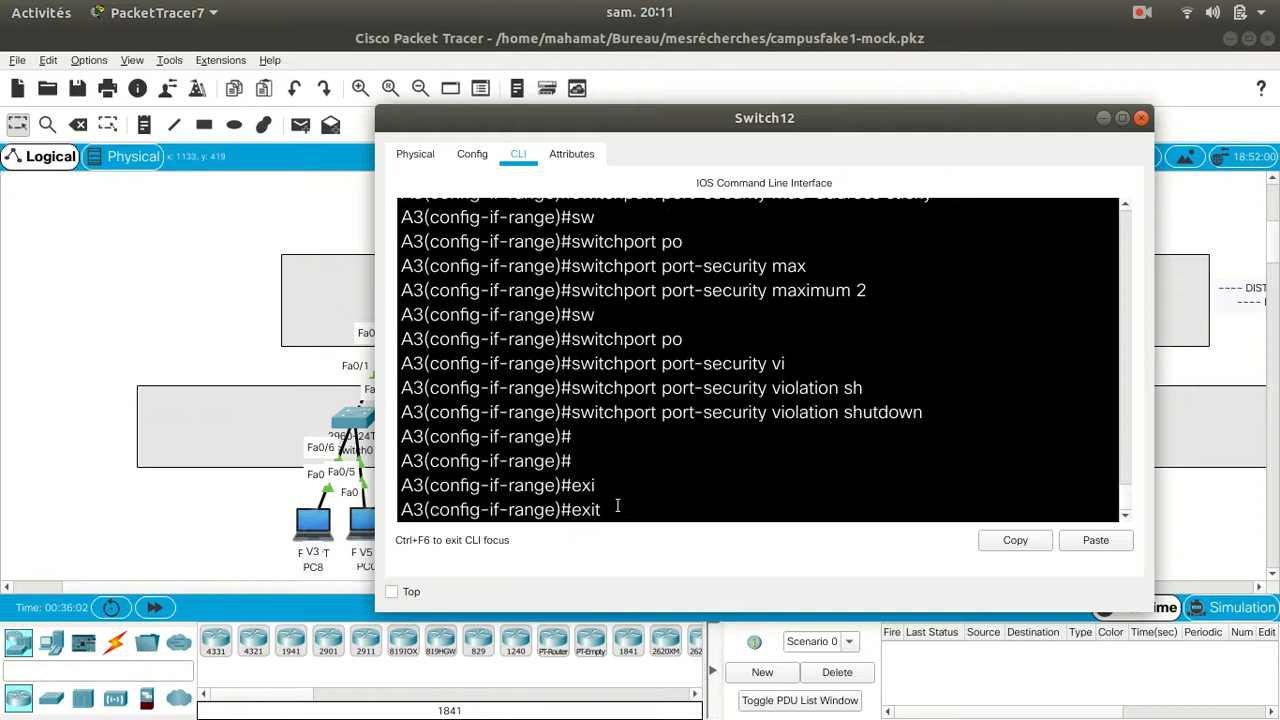 Activités PacketTracer7 sam. 20:11
Cisco Packet Tracer - /home/mahamat/Bureau/mesrécherches/campusfake1-mock.pkz
File Edit Options View Tools Extensions Help
?
Logical Physical x: 1133, y: 419 18:52:00
Switch12
Physical Config CLI Attributes
IOS Command Line Interface
A3(config-if-range)#sw
A3(config-if-range)#switchport po
A3(config-if-range)#switchport port-security max
A3(config-if-range)#switchport port-security maximum 2
A3(config-if-range)#sw
A3(config-if-range)#switchport po
A3(config-if-range)#switchport port-security vi
A3(config-if-range)#switchport port-security violation sh
A3(config-if-range)#switchport port-security violation shutdown
A3(config-if-range)#
A3(config-if-range)#
A3(config-if-range)#exi
A3(config-if-range)#exit
Ctrl+F6 to exit CLI focus
Copy Paste
Top
---- DIST
Fa0
Fa0/1
Fa0/6 Fa0/5
Fa0 Fa0
V3 V5
PC8
Time: 00:36:02 Simulation
4331 4321 1941 2901 2911 819IOX 819HGW 829 1240 PT-Router PT-Empty 1841 2620XM
1841
Scenario 0
New Delete
Toggle PDU List Window
Fire Last Status Source Destination Type Color Time(sec) Periodic Num Edit